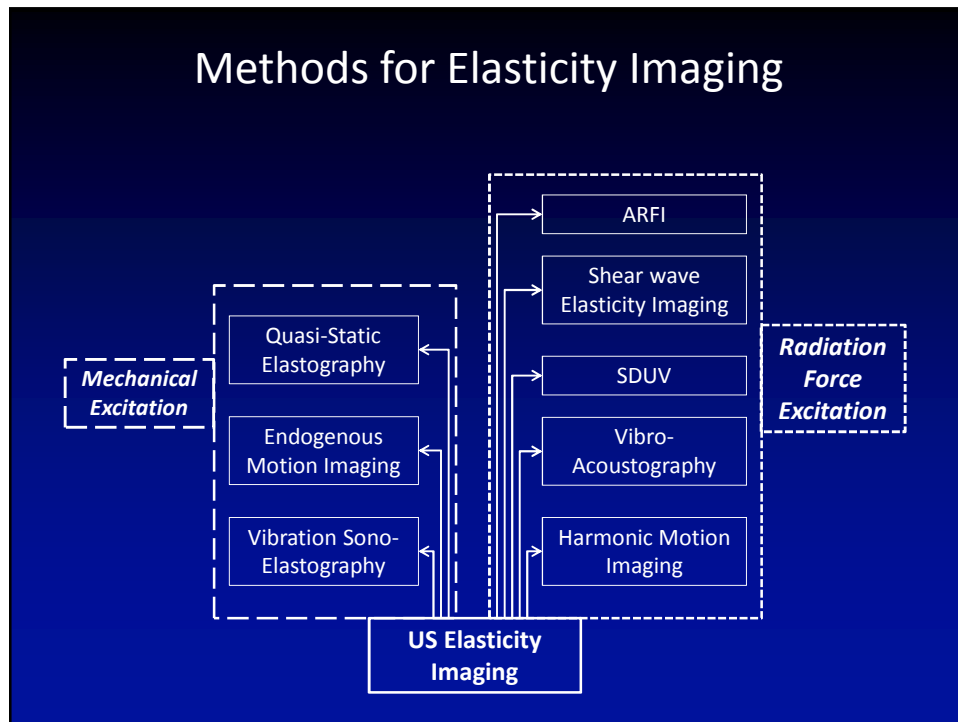 Methods for Elasticity Imaging
ARFI
Shear wave
Elasticity Imaging
Quasi-Static
Elastography
Mechanical
Excitation
Radiation
Force
Excitation
SDUV
Endogenous
Motion Imaging
Vibro-
Acoustography
Vibration Sono-
Elastography
Harmonic Motion
Imaging
US Elasticity
Imaging